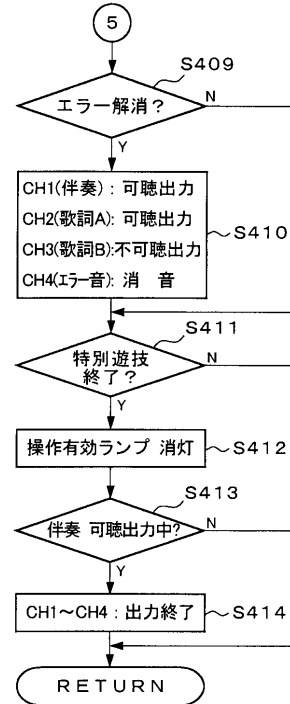 5
S409
エラー解消？
N
Y
CH1(伴奏)：可聴出力
CH2(歌詞A)：可聴出力
CH3(歌詞B):不可聴出力
CH4(エラー音)：消　音
S410
S411
特別遊技
終了？
N
Y
操作有効ランプ 消灯
S412
S413
伴奏 可聴出力中?
N
Y
CH1～CH4：出力終了
S414
RETURN